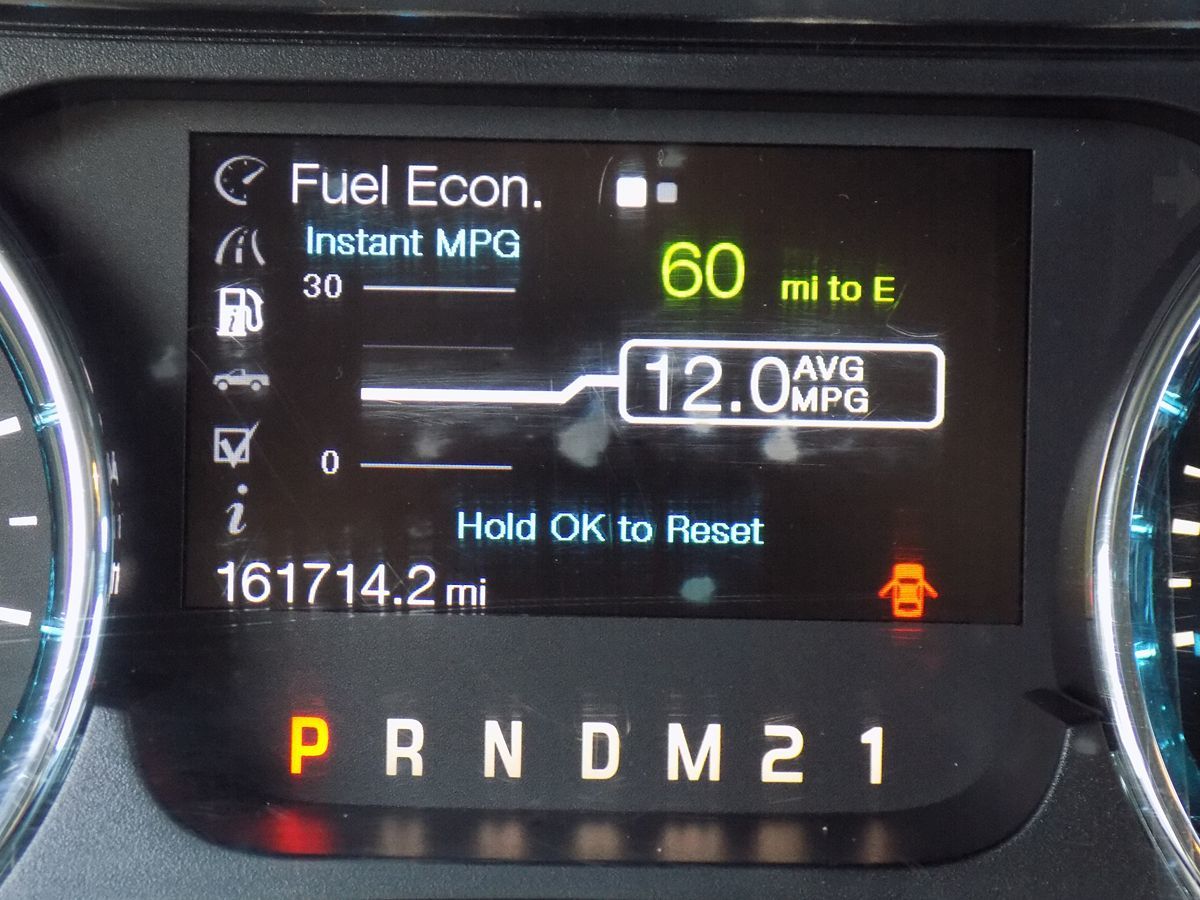 Fuel Econ.
Instant MPG
30
60 mi to E
12.0 AVG MPG
0
Hold OK to Reset
161714.2 mi
P R N D M 2 1